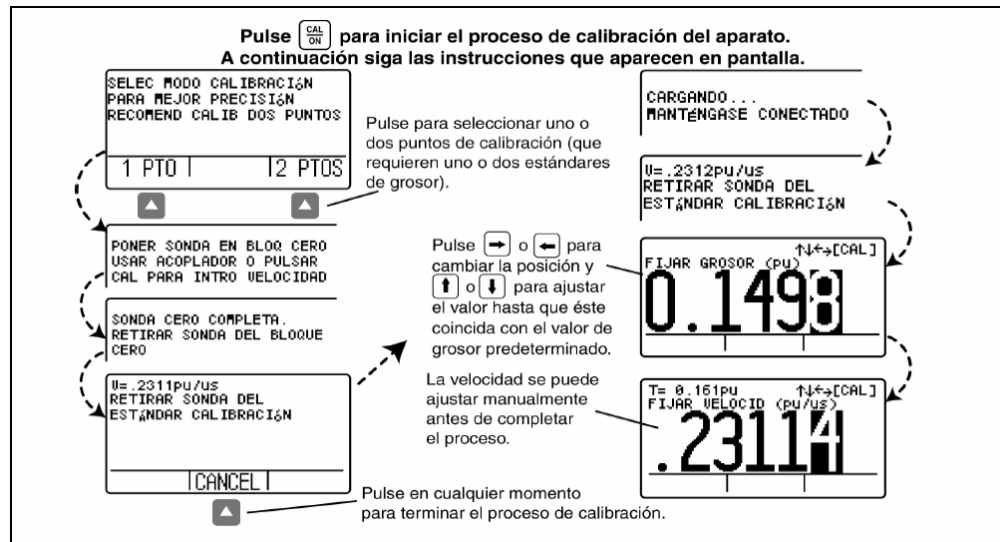 Pulse CAL ON para iniciar el proceso de calibración del aparato.
A continuación siga las instrucciones que aparecen en pantalla.
SELEC MODO CALIBRACIóN
PARA MEJOR PRECISIóN
RECOMEND CALIB DOS PUNTOS
1 PTO
2 PTOS
Pulse para seleccionar uno o
dos puntos de calibración (que
requieren uno o dos estándares
de grosor).
PONER SONDA EN BLOQ CERO
USAR ACOPLADOR O PULSAR
CAL PARA INTRO VELOCIDAD
SONDA CERO COMPLETA.
RETIRAR SONDA DEL BLOQUE
CERO
V=.2311pu/us
RETIRAR SONDA DEL
ESTáNDAR CALIBRACIóN
CANCEL
Pulse en cualquier momento
para terminar el proceso de calibración.
CARGANDO...
MANTéNGASE CONECTADO
V=.2312pu/us
RETIRAR SONDA DEL
ESTáNDAR CALIBRACIóN
Pulse → o ← para
cambiar la posición y
↑ o ↓ para ajustar
el valor hasta que éste
coincida con el valor de
grosor predeterminado.
↑↓←→[CAL]
FIJAR GROSOR (pu)
0.1498
La velocidad se puede
ajustar manualmente
antes de completar
el proceso.
T= 0.161pu ↑↓←→[CAL]
FIJAR VELOCID (pu/us)
.23114